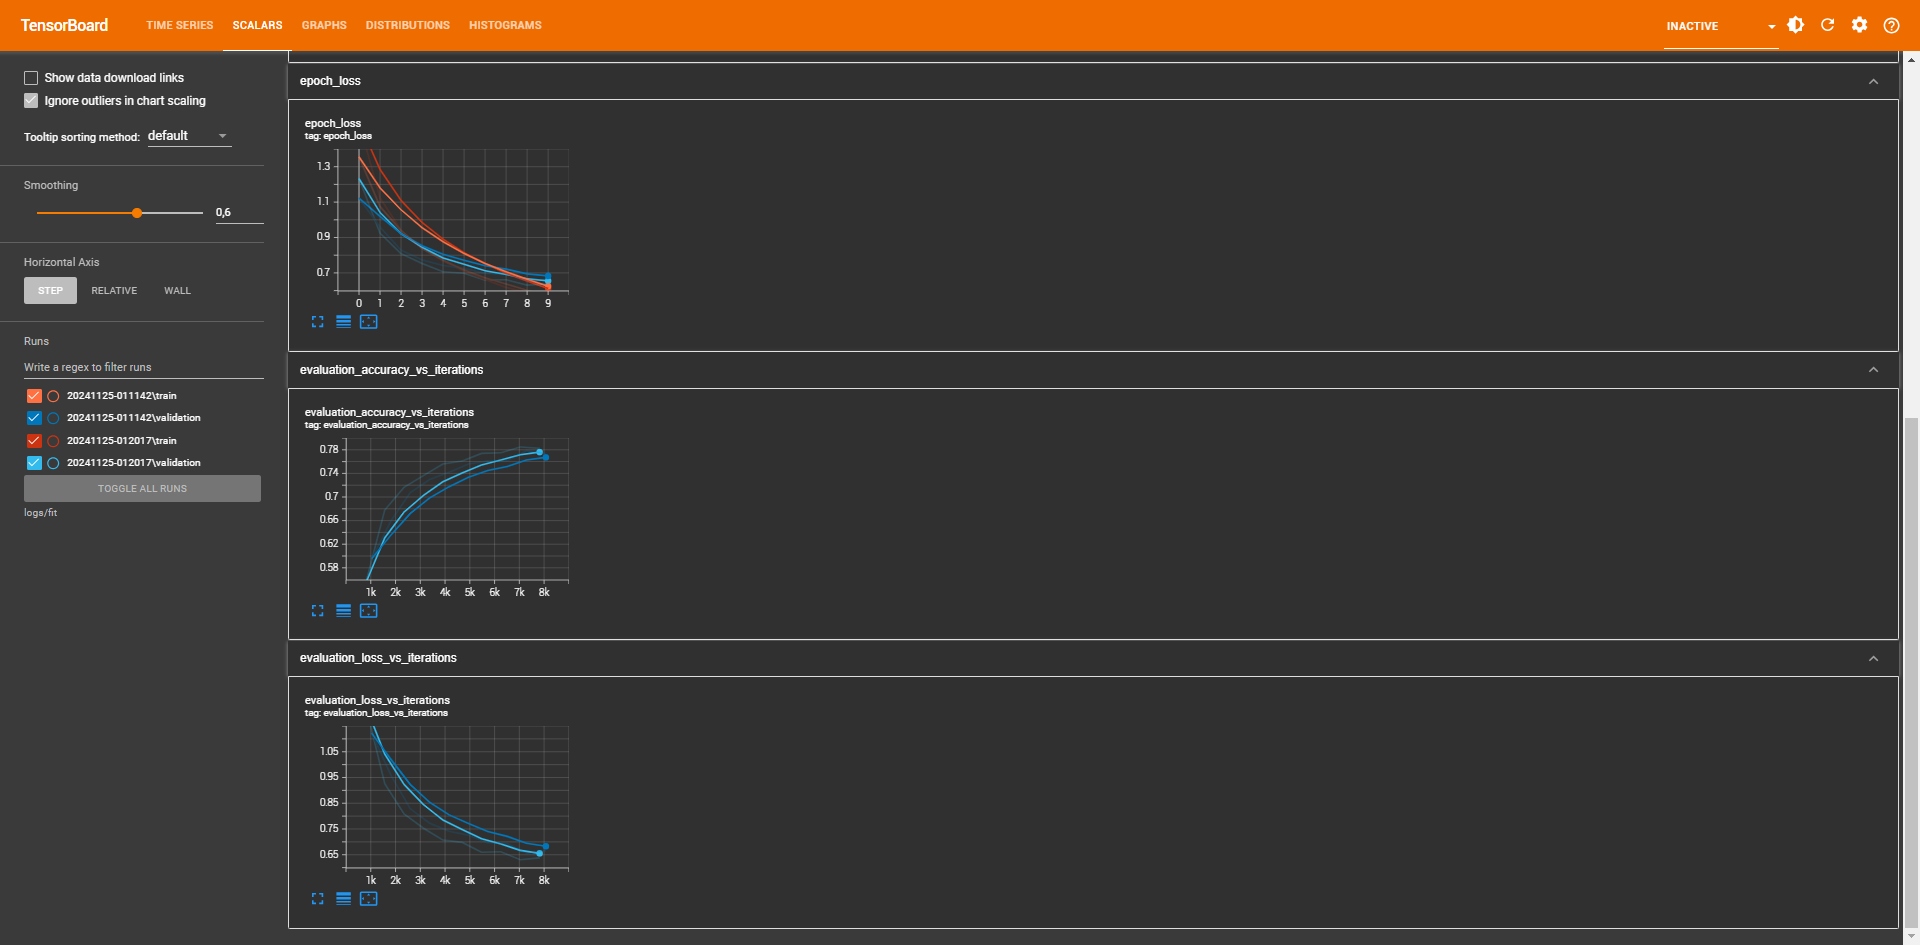 TensorBoard
TIME SERIES SCALARS GRAPHS DISTRIBUTIONS HISTOGRAMS
INACTIVE
Show data download links
Ignore outliers in chart scaling
Tooltip sorting method: default
Smoothing
0,6
Horizontal Axis
STEP RELATIVE WALL
Runs
Write a regex to filter runs
20241125-011142\train
20241125-011142\validation
20241125-012017\train
20241125-012017\validation
TOGGLE ALL RUNS
logs/fit
epoch_loss
epoch_loss
tag: epoch_loss
1.3
1.1
0.9
0.7
0 1 2 3 4 5 6 7 8 9
evaluation_accuracy_vs_iterations
evaluation_accuracy_vs_iterations
tag: evaluation_accuracy_vs_iterations
0.78
0.74
0.7
0.66
0.62
0.58
1k 2k 3k 4k 5k 6k 7k 8k
evaluation_loss_vs_iterations
evaluation_loss_vs_iterations
tag: evaluation_loss_vs_iterations
1.05
0.95
0.85
0.75
0.65
1k 2k 3k 4k 5k 6k 7k 8k